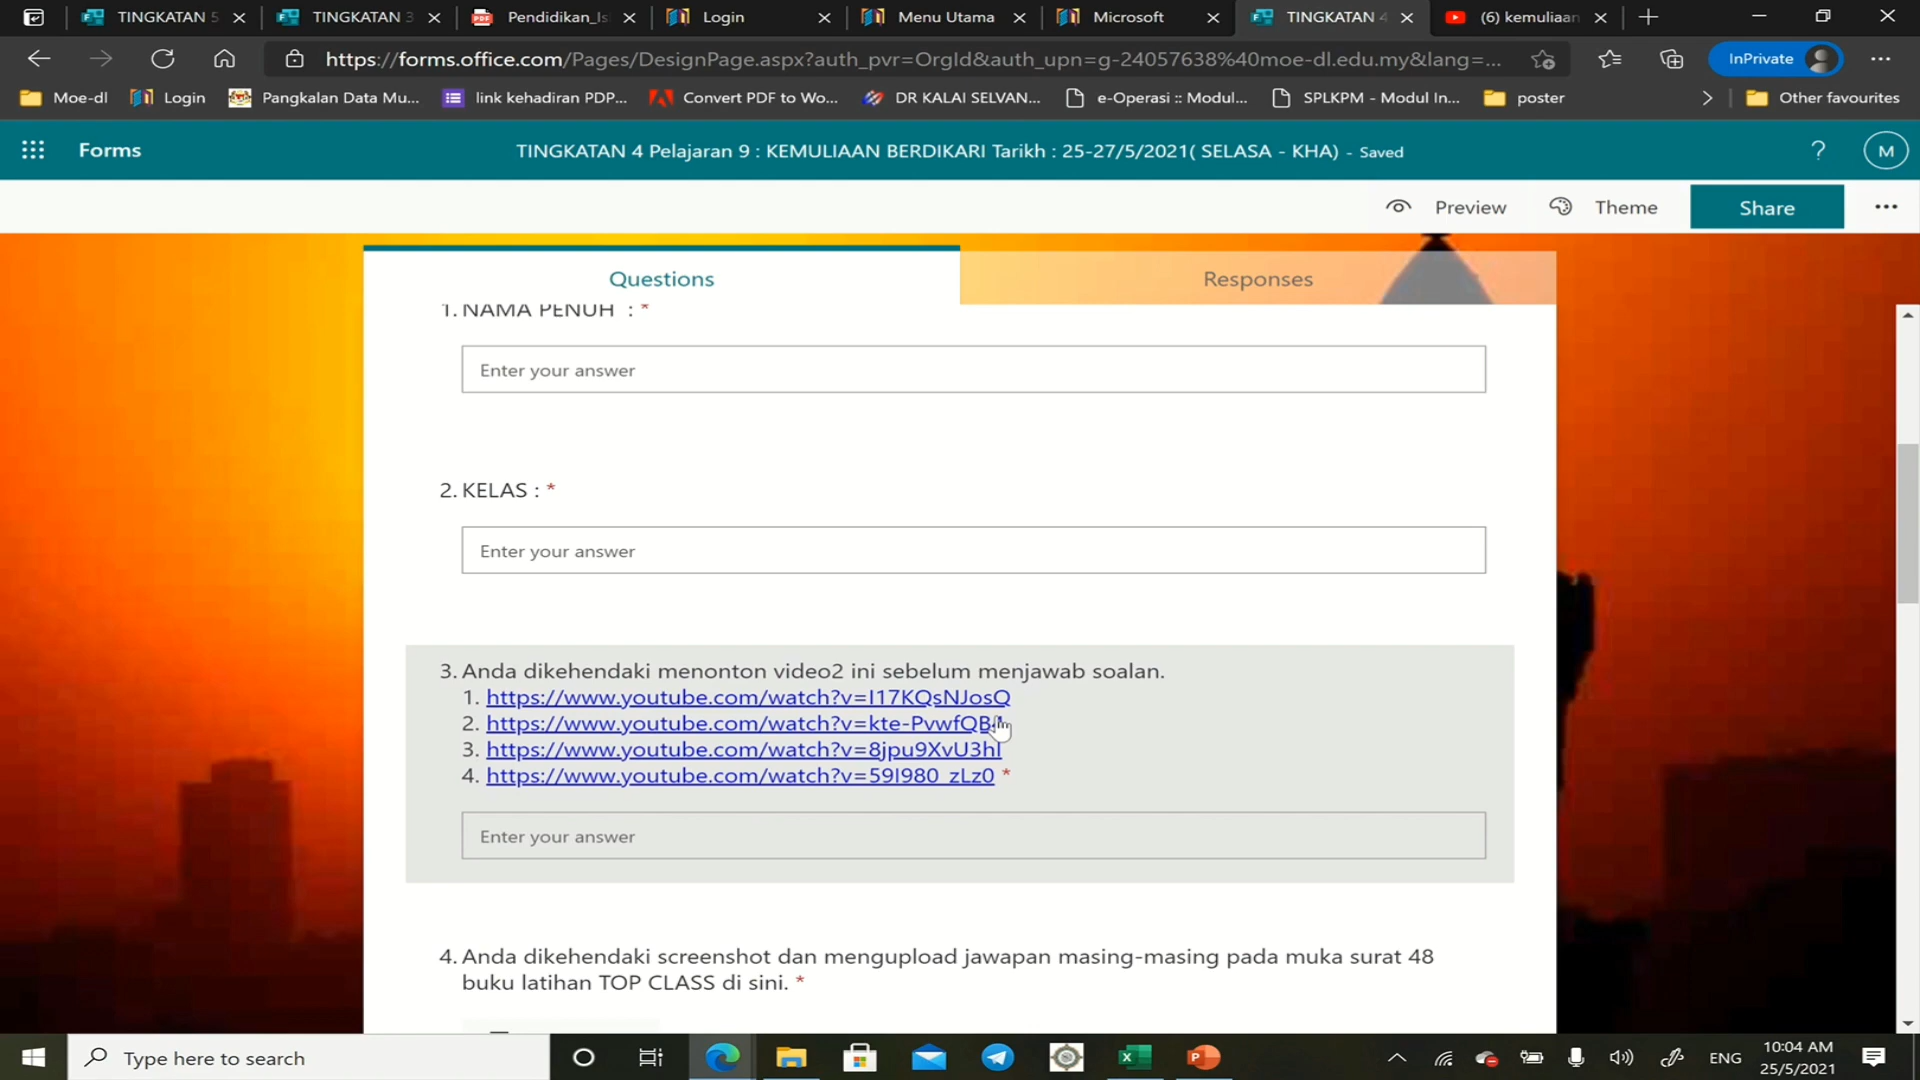 TINGKATAN 5
TINGKATAN 3
Pendidikan_Is
Login
Menu Utama
Microsoft
TINGKATAN 4
(6) kemuliaan
https://forms.office.com/Pages/DesignPage.aspx?auth_pvr=OrgId&auth_upn=g-24057638%40moe-dl.edu.my&lang=...
InPrivate
Moe-dl
Login
Pangkalan Data Mu...
link kehadiran PDP...
Convert PDF to Wo...
DR KALAI SELVAN...
e-Operasi :: Modul...
SPLKPM - Modul In...
poster
Other favourites
Forms
TINGKATAN 4 Pelajaran 9 : KEMULIAAN BERDIKARI Tarikh : 25-27/5/2021( SELASA - KHA) - Saved
?
M
Preview
Theme
Share
Questions
Responses
1. NAMA PENUH : *
Enter your answer
2. KELAS : *
Enter your answer
3. Anda dikehendaki menonton video2 ini sebelum menjawab soalan.
1. https://www.youtube.com/watch?v=I17KQsNJosQ
2.
3. https://www.youtube.com/watch?v=8jpu9XvU3hI
4. https://www.youtube.com/watch?v=59I980_zLz0 *
Enter your answer
4. Anda dikehendaki screenshot dan mengupload jawapan masing-masing pada muka surat 48
buku latihan TOP CLASS di sini. *
Type here to search
ENG
10:04 AM
25/5/2021